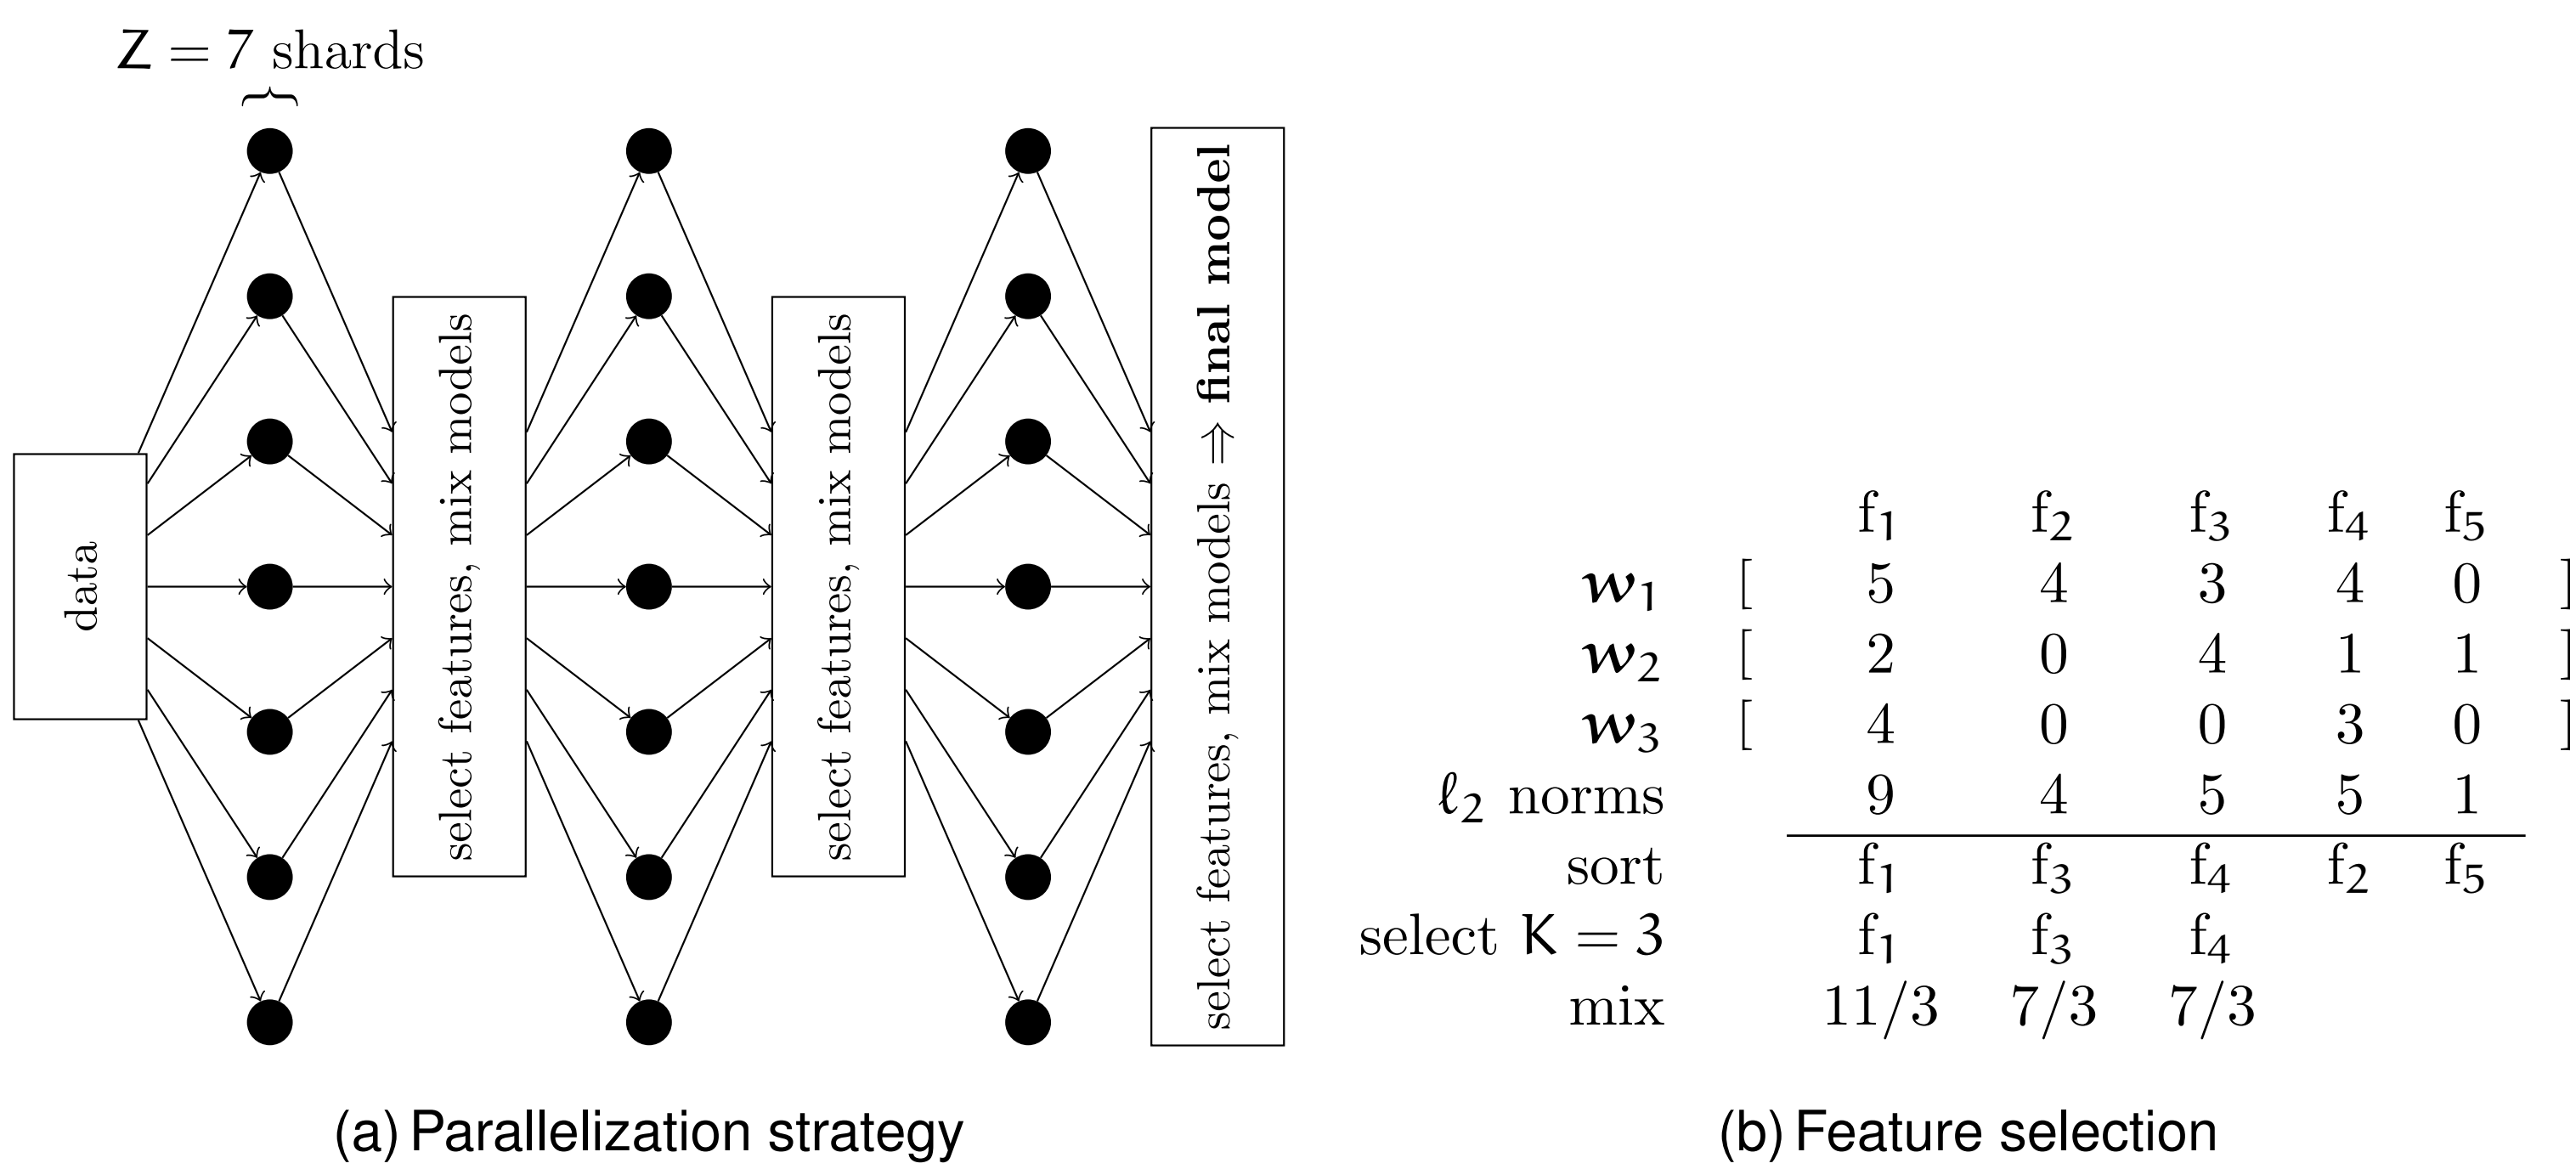 Z = 7 shards
data
select features, mix models
select features, mix models
select features, mix models ⇒ final model
(a) Parallelization strategy
f₁ f₂ f₃ f₄ f₅
w₁ [ 5 4 3 4 0 ]
w₂ [ 2 0 4 1 1 ]
w₃ [ 4 0 0 3 0 ]
ℓ₂ norms 9 4 5 5 1
sort f₁ f₃ f₄ f₂ f₅
select K = 3 f₁ f₃ f₄
mix 11/3 7/3 7/3
(b) Feature selection